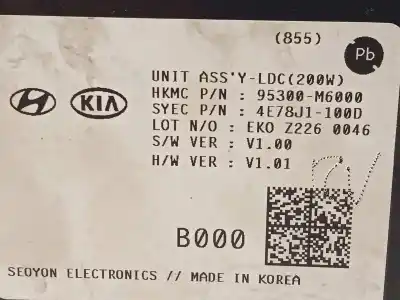 (855)
Pb
UNIT ASS'Y-LDC(200W)
HKMC P/N : 95300-M6000
SYEC P/N : 4E78J1-100D
LOT N/O : EKO Z226 0046
S/W VER : V1.00
H/W VER : V1.01
KIA
B000
SEOYON ELECTRONICS // MADE IN KOREA